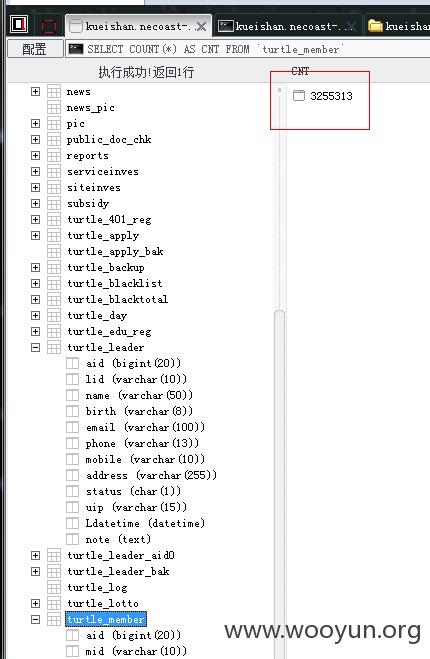 kueishan.necoast-...
kueishan.necoast-...
kueishan.
配置
SELECT COUNT(*) AS CNT FROM `turtle_member`
执行成功!返回1行
CNT
3255313
news
news_pic
pic
public_doc_chk
reports
serviceinves
siteinves
subsidy
turtle_401_reg
turtle_apply
turtle_apply_bak
turtle_backup
turtle_blacklist
turtle_blacktotal
turtle_day
turtle_edu_reg
turtle_leader
aid (bigint(20))
lid (varchar(10))
name (varchar(50))
birth (varchar(8))
email (varchar(100))
phone (varchar(13))
mobile (varchar(10))
address (varchar(255))
status (char(1))
uip (varchar(15))
Ldatetime (datetime)
note (text)
turtle_leader_aid0
turtle_leader_bak
turtle_log
turtle_lotto
turtle_member
aid (bigint(20))
mid (varchar(10))
www.wooyun.org